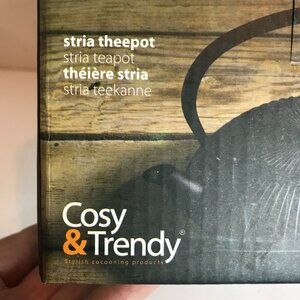 stria theepot
stria teapot
théière stria
stria teekanne
Cosy
&Trendy®
Stylish cocooning products